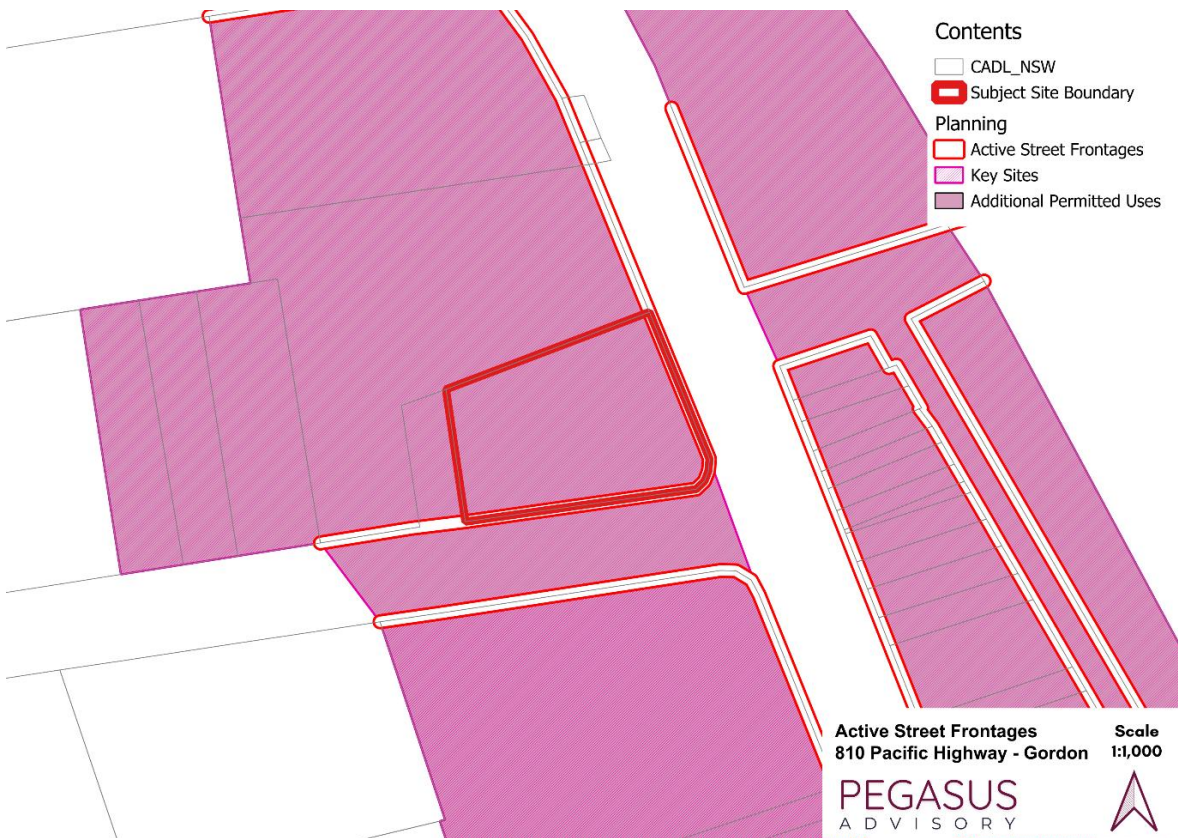 Contents
CADL_NSW
Subject Site Boundary
Planning
Active Street Frontages
Key Sites
Additional Permitted Uses
Active Street Frontages
810 Pacific Highway - Gordon
Scale
1:1,000
PEGASUS
ADVISORY